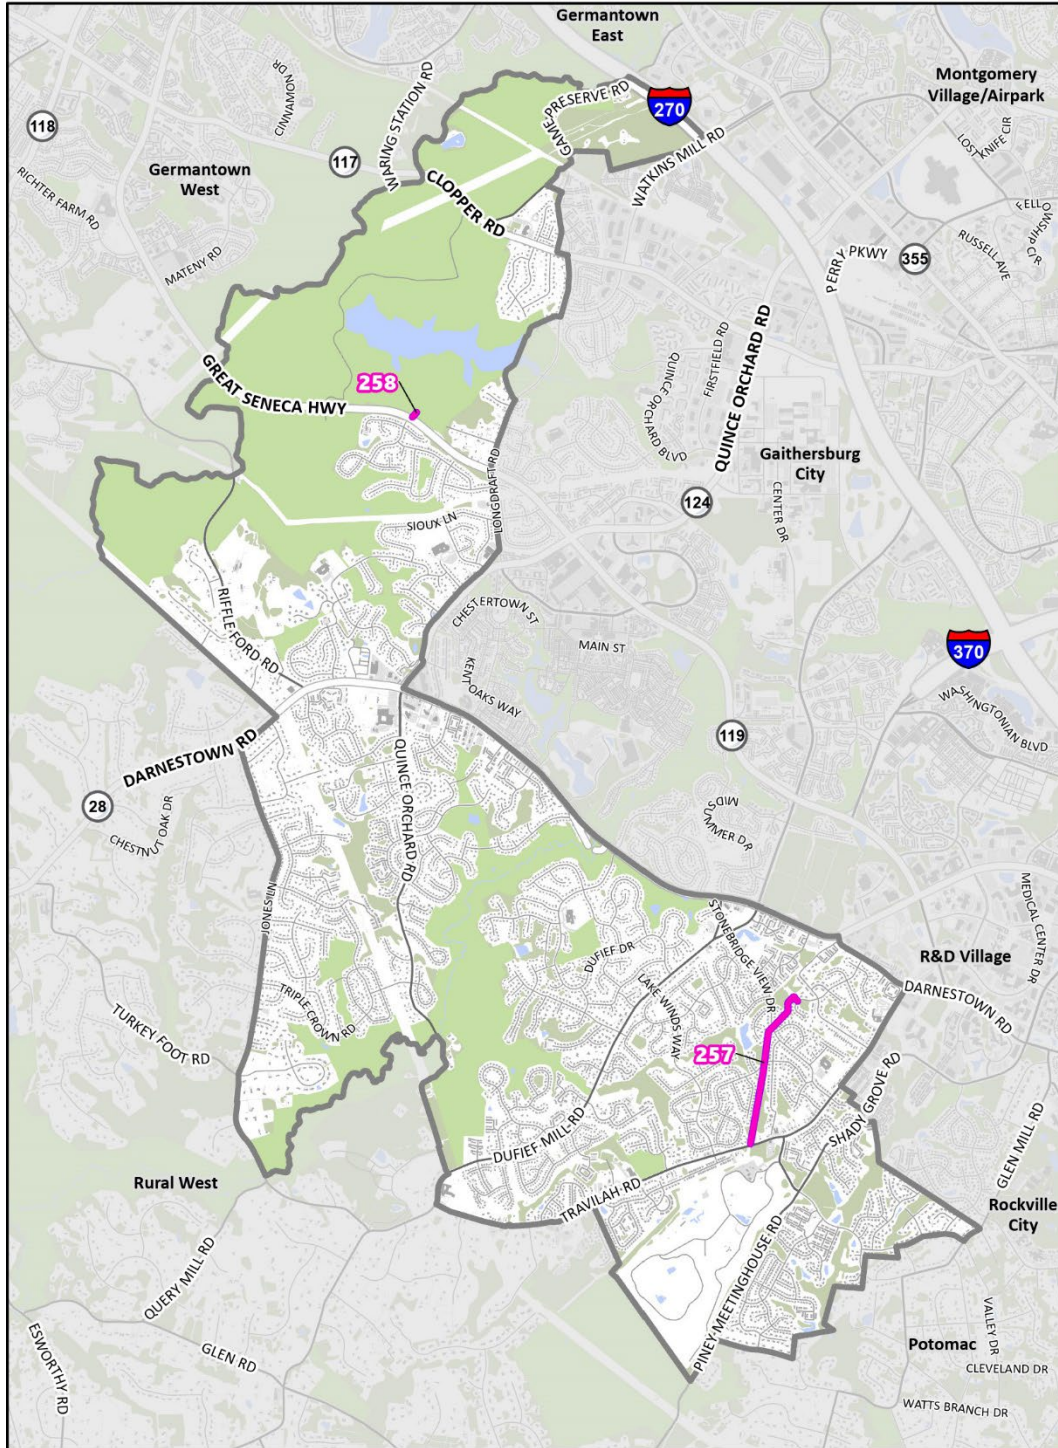 Germantown
East
Montgomery
Village/Airpark
GAME PRESERVE RD
270
WARING STATION RD
CINNAMON DR
118
117
WATKINS MILL RD
LOST KNIFE CIR
Germantown
West
RICHTER FARM RD
CLOPPER RD
FELLOWSHIP CIR
RUSSELL AVE
355
PERRY PKWY
MATENY RD
QUINCE ORCHARD RD
FIRSTFIELD RD
QUINCE ORCHARD BLVD
GREAT SENECA HWY
258
Gaithersburg
City
LONGDRAFT RD
124
CENTER DR
SIOUX LN
RIFFLE FORD RD
CHESTERTOWN ST
MAIN ST
KENT OAKS WAY
370
WASHINGTONIAN BLVD
119
DARNESTOWN RD
QUINCE ORCHARD RD
28
CHESTNUT OAK DR
MIDSUMMER DR
JONES LN
MEDICAL CENTER DR
STONEBRIDGE VIEW DR
DUFIEF DR
R&D Village
LAKE WINDS WAY
DARNESTOWN RD
TRIPLE CROWN RD
TURKEY FOOT RD
257
SHADY GROVE RD
DUFIEF MILL RD
GLEN MILL RD
Rural West
TRAVILAH RD
Rockville
City
PINEY MEETINGHOUSE RD
QUERY MILL RD
ESWORTHY RD
GLEN RD
VALLEY DR
Potomac
CLEVELAND DR
WATTS BRANCH DR